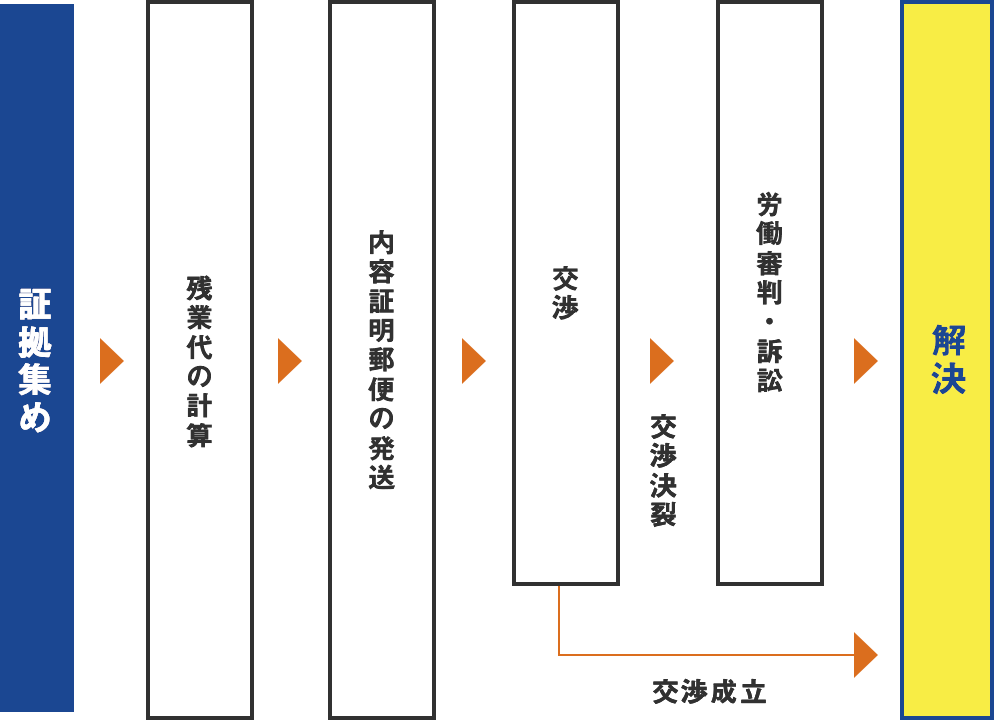 証拠集め
残業代の計算
内容証明郵便の発送
交渉
交渉決裂
労働審判・訴訟
交渉成立
解決